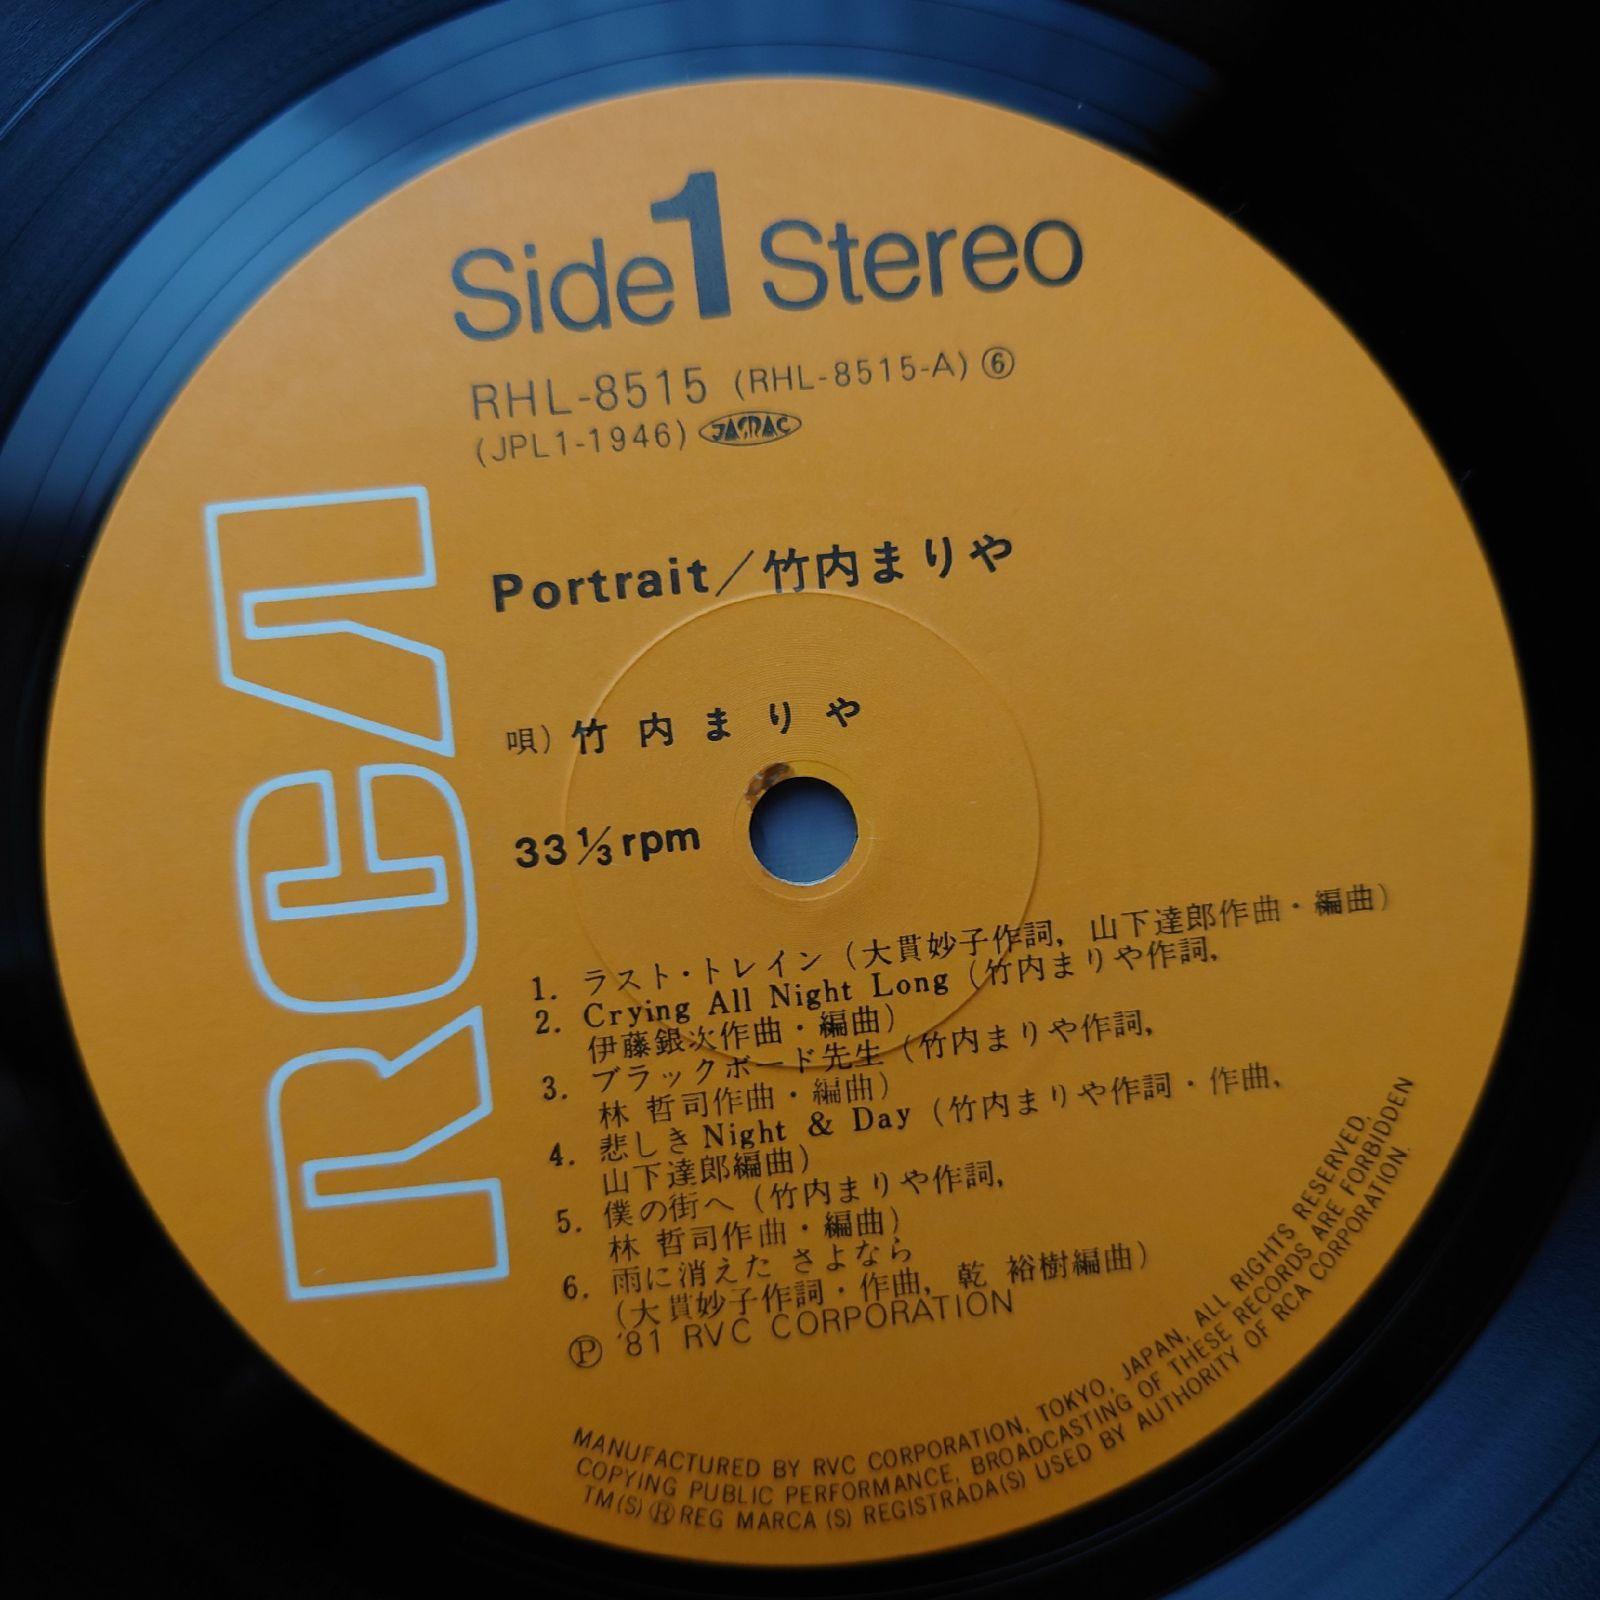 Side 1 Stereo
RHL-8515 (RHL-8515-A) ⑥
(JPL1-1946) JASRAC
RCA
Portrait／竹内まりや
唄）竹内まりや
33 1/3 rpm
1. ラスト・トレイン（大貫妙子作詞，山下達郎作曲・編曲）
2. Crying All Night Long（竹内まりや作詞，
伊藤銀次作曲・編曲）
3. ブラックボード先生（竹内まりや作詞，
林 哲司作曲・編曲）
4. 悲しきNight & Day（竹内まりや作詞・作曲，
山下達郎編曲）
5. 僕の街へ（竹内まりや作詞，
林 哲司作曲・編曲）
6. 雨に消えた さよなら
（大貫妙子作詞・作曲，乾 裕樹編曲）
Ⓟ '81 RVC CORPORATION
MANUFACTURED BY RVC CORPORATION, TOKYO, JAPAN, ALL RIGHTS RESERVED,
COPYING PUBLIC PERFORMANCE, BROADCASTING OF THESE RECORDS ARE FORBIDDEN
TM(S) ® REG MARCA (S) REGISTRADA(S) USED BY AUTHORITY OF RCA CORPORATION.